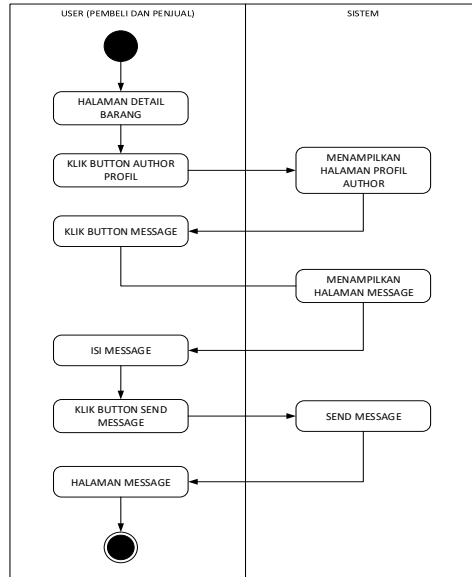 USER (PEMBELI DAN PENJUAL)
SISTEM
HALAMAN DETAIL
BARANG
KLIK BUTTON AUTHOR
PROFIL
MENAMPILKAN
HALAMAN PROFIL
AUTHOR
KLIK BUTTON MESSAGE
MENAMPILKAN
HALAMAN MESSAGE
ISI MESSAGE
KLIK BUTTON SEND
MESSAGE
SEND MESSAGE
HALAMAN MESSAGE